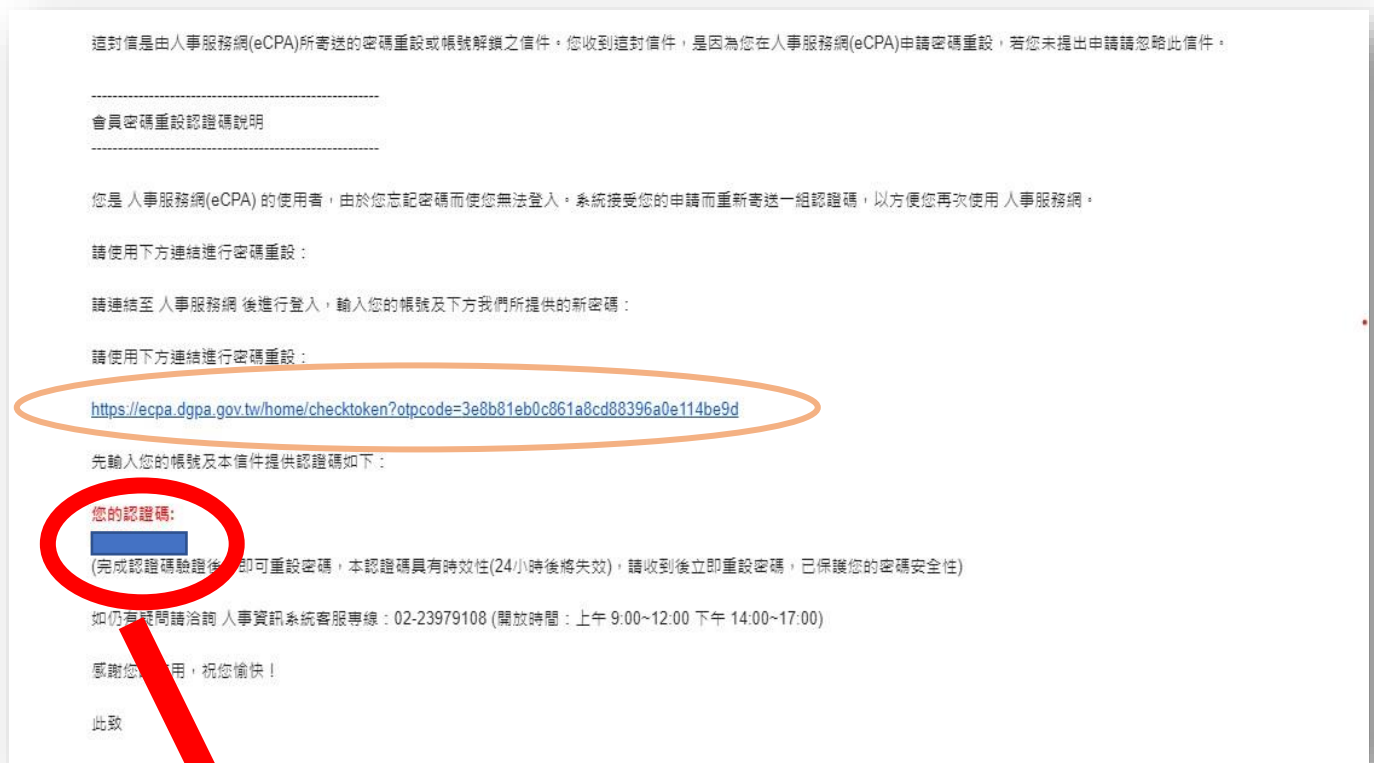 這封信是由人事服務網(eCPA)所寄送的密碼重設或帳號解鎖之信件。您收到這封信件，是因為您在人事服務網(eCPA)申請密碼重設，若您未提出申請請忽略此信件。
-------------------------------------------------------
會員密碼重設認證碼說明
-------------------------------------------------------
您是 人事服務網(eCPA) 的使用者，由於您忘記密碼而使您無法登入。系統接受您的申請而重新寄送一組認證碼，以方便您再次使用 人事服務網。
請使用下方連結進行密碼重設：
請連結至 人事服務網 後進行登入，輸入您的帳號及下方我們所提供的新密碼：
請使用下方連結進行密碼重設：
https://ecpa.dgpa.gov.tw/home/checktoken?otpcode=3e8b81eb0c861a8cd88396a0e114be9d
先輸入您的帳號及本信件提供認證碼如下：
您的認證碼:
(完成認證碼驗證後 即可重設密碼，本認證碼具有時效性(24小時後將失效)，請收到後立即重設密碼，已保護您的密碼安全性)
如仍有疑問請洽詢 人事資訊系統客服專線：02-23979108 (開放時間：上午 9:00~12:00 下午 14:00~17:00)
感謝您 用，祝您愉快！
此致